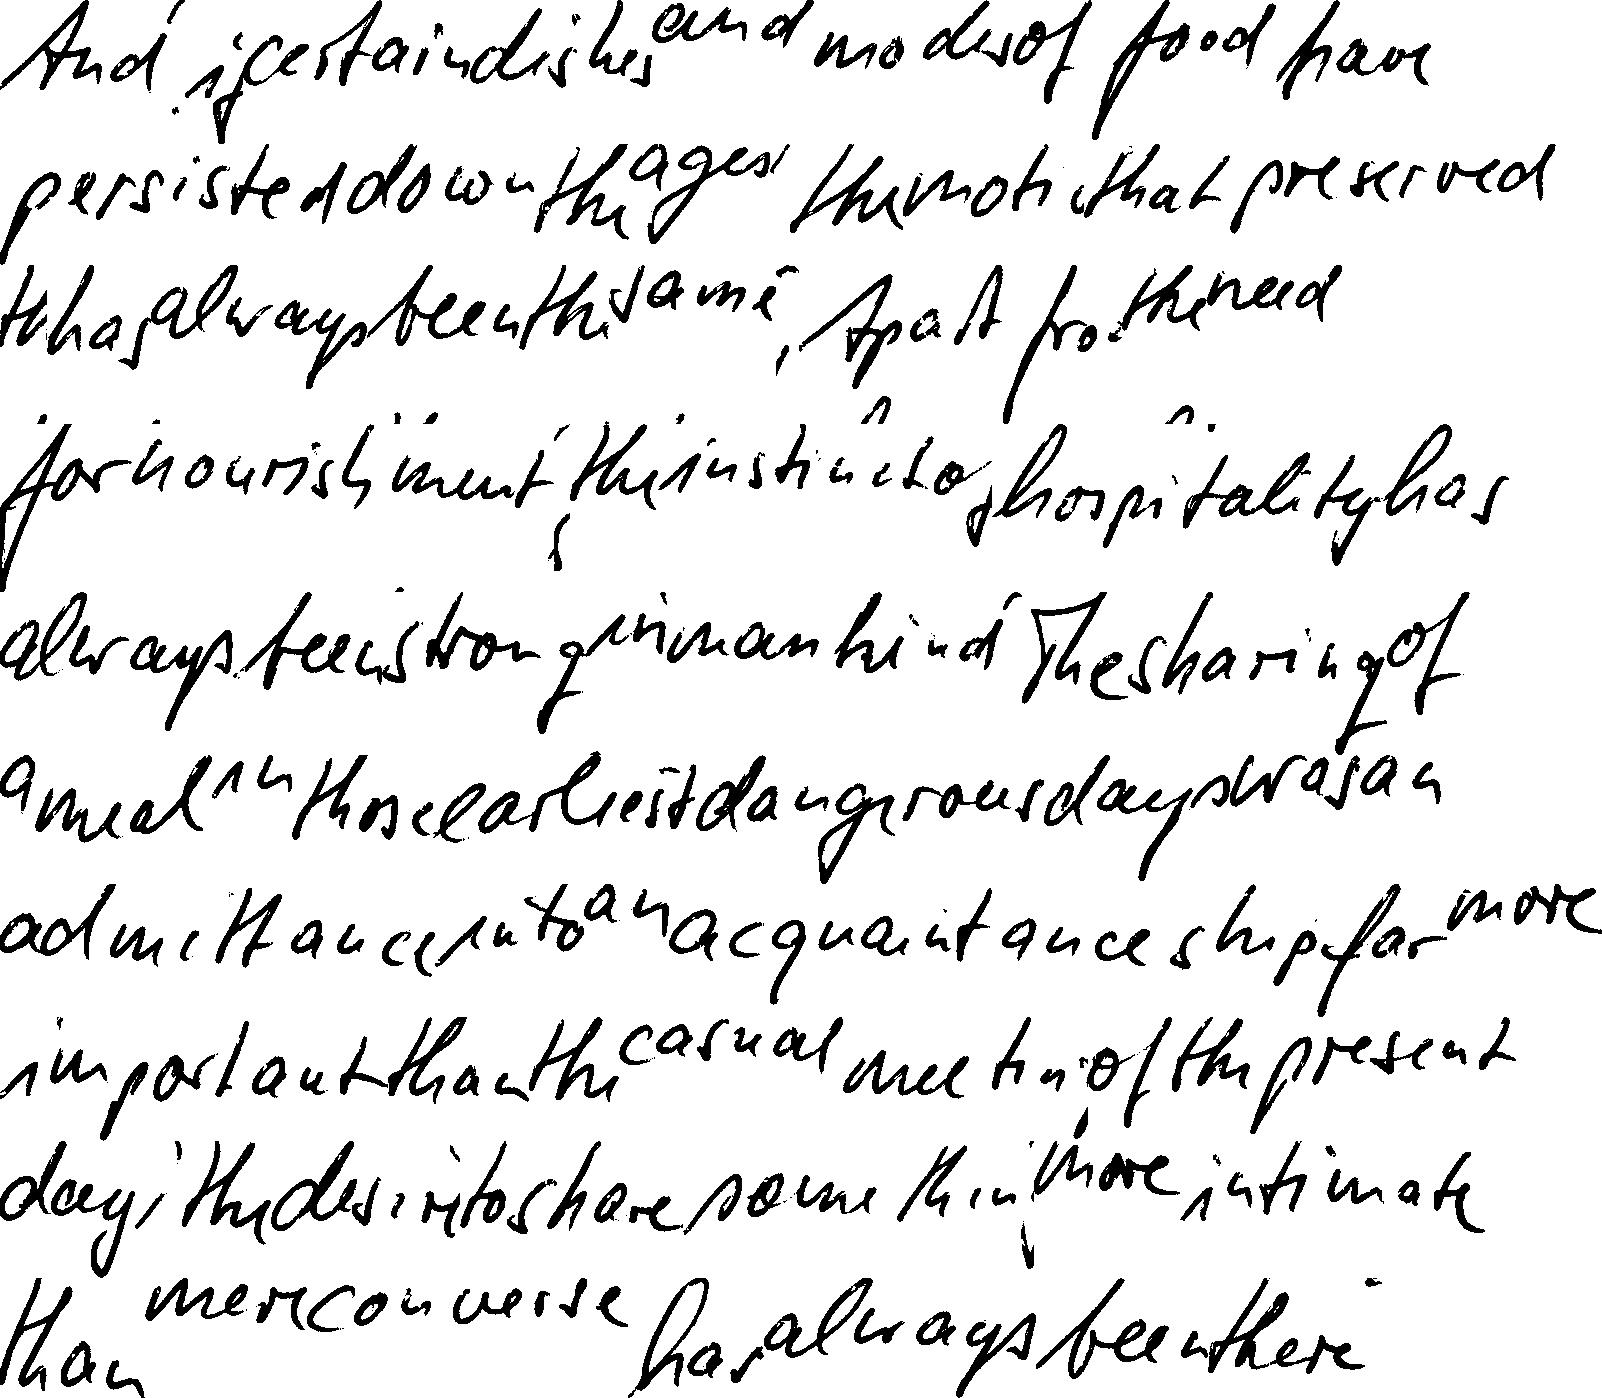 And if certain dishes and modes of food have
persisted down the ages the motive that preserved
them has always been the same. Apart from the need
for nourishment, the instinct of hospitality has
always been strong in mankind. The sharing of
a meal in those earliest dangerous days was an
admittance into an acquaintanceship far more
important than the casual meeting of the present
day; the desire to share something more intimate
than mere converse has always been there